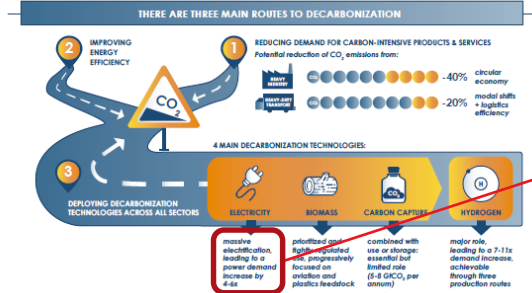 THERE ARE THREE MAIN ROUTES TO DECARBONIZATION
2
IMPROVING
ENERGY
EFFICIENCY
1
REDUCING DEMAND FOR CARBON-INTENSIVE PRODUCTS & SERVICES
Potential reduction of CO2 emissions from:
HEAVY
INDUSTRY
CO2
-40%
circular
economy
HEAVY-DUTY
TRANSPORT
CO2
-20%
modal shifts
+ logistics
efficiency
CO2
4 MAIN DECARBONIZATION TECHNOLOGIES:
3
DEPLOYING DECARBONIZATION
TECHNOLOGIES ACROSS ALL SECTORS
ELECTRICITY
BIOMASS
CO2
CARBON CAPTURE
H
HYDROGEN
massive
electrification,
leading to a
power demand
increase by
4-6x
prioritized and
tightly regulated
use, progressively
focused on
aviation and
plastics feedstock
combined with
use or storage:
essential but
limited role
(5-8 GtCO2 per
annum)
major role,
leading to a 7-11x
demand increase,
achievable
through three
production routes